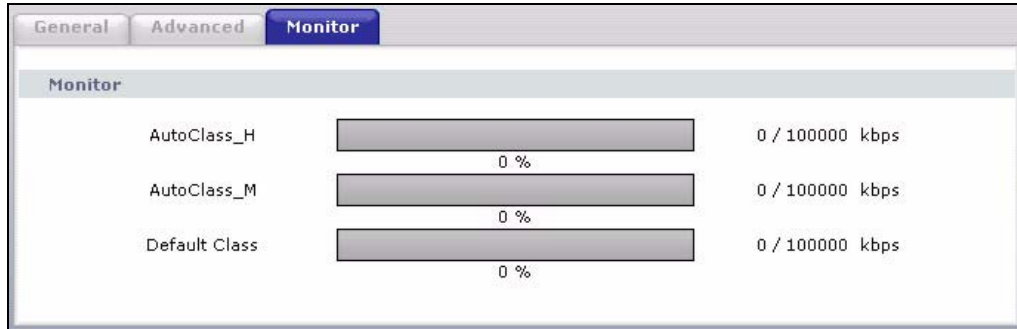 General Advanced Monitor
Monitor
AutoClass_H 0 / 100000 kbps
0 %
AutoClass_M 0 / 100000 kbps
0 %
Default Class 0 / 100000 kbps
0 %